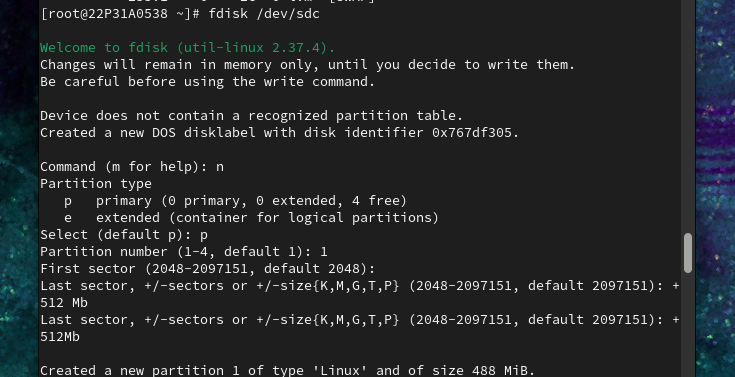 [root@22P31A0538 ~]# fdisk /dev/sdc
Welcome to fdisk (util-linux 2.37.4).
Changes will remain in memory only, until you decide to write them.
Be careful before using the write command.
Device does not contain a recognized partition table.
Created a new DOS disklabel with disk identifier 0x767df305.
Command (m for help): n
Partition type
p   primary (0 primary, 0 extended, 4 free)
e   extended (container for logical partitions)
Select (default p): p
Partition number (1-4, default 1): 1
First sector (2048-2097151, default 2048):
Last sector, +/-sectors or +/-size{K,M,G,T,P} (2048-2097151, default 2097151): +
512 Mb
Last sector, +/-sectors or +/-size{K,M,G,T,P} (2048-2097151, default 2097151): +
512Mb
Created a new partition 1 of type 'Linux' and of size 488 MiB.